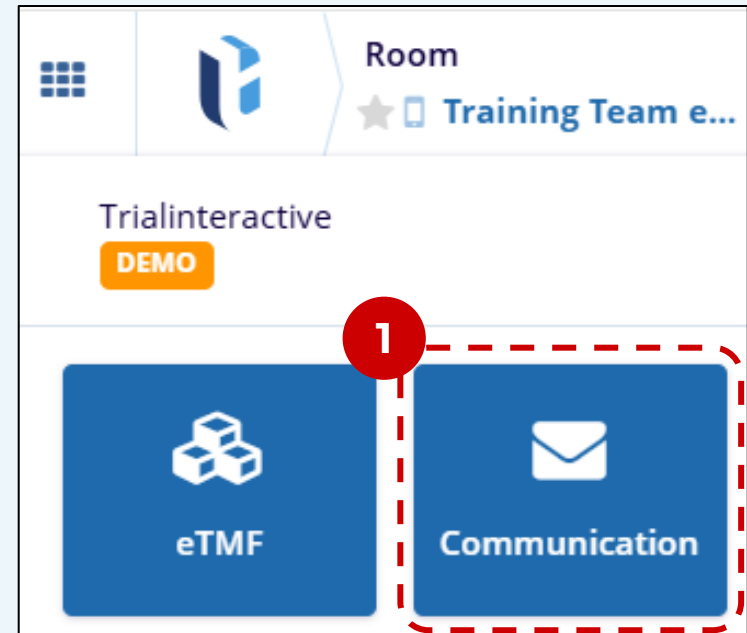 Room
Training Team e...
Trialinteractive
DEMO
1
eTMF
Communication